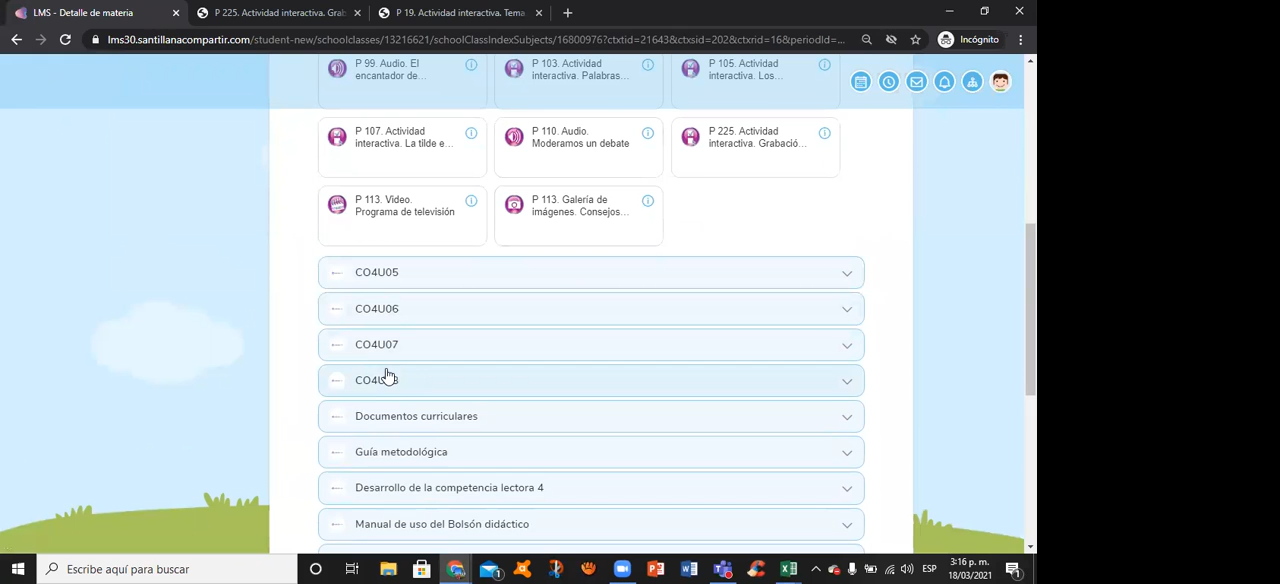 LMS - Detalle de materia
P 225. Actividad interactiva. Grab
P 19. Actividad interactiva. Tema
lms30.santillanacompartir.com/student-new/schoolclasses/13216621/schoolClassIndexSubjects/16800976?ctxtid=21643&ctxsid=202&ctxrid=16&periodId=...
Incógnito
P 99. Audio. El
encantador de...
P 103. Actividad
interactiva. Palabras...
P 105. Actividad
interactiva. Los...
P 107. Actividad
interactiva. La tilde e...
P 110. Audio.
Moderamos un debate
P 225. Actividad
interactiva. Grabació...
P 113. Video.
Programa de televisión
P 113. Galería de
imágenes. Consejos...
CO4U05
CO4U06
CO4U07
CO4U
Documentos curriculares
Guía metodológica
Desarrollo de la competencia lectora 4
Manual de uso del Bolsón didáctico
Escribe aquí para buscar
ESP
3:16 p. m.
18/03/2021